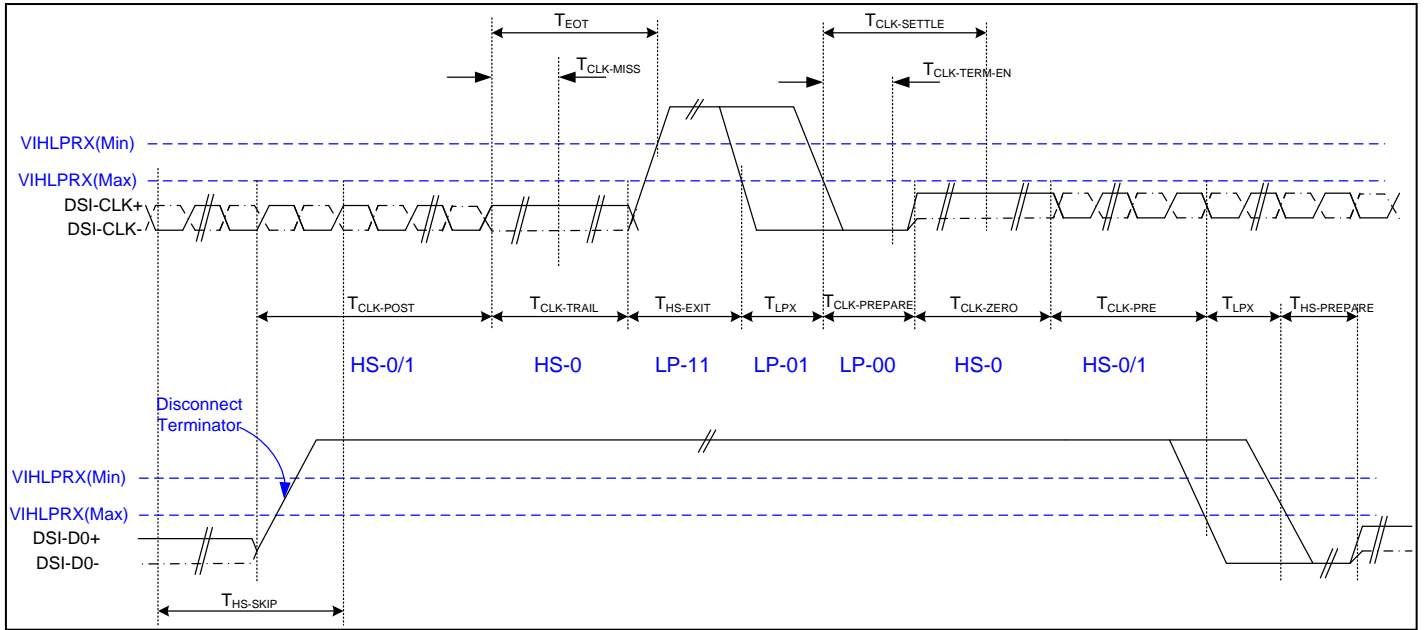 TEOT
TCLK-SETTLE
TCLK-MISS
TCLK-TERM-EN
VIHLPRX(Min)
VIHLPRX(Max)
DSI-CLK+
DSI-CLK-
TCLK-POST
TCLK-TRAIL
THS-EXIT
TLPX
TCLK-PREPARE
TCLK-ZERO
TCLK-PRE
TLPX
THS-PREPARE
HS-0/1
HS-0
LP-11
LP-01
LP-00
HS-0
HS-0/1
Disconnect
Terminator
VIHLPRX(Min)
VIHLPRX(Max)
DSI-D0+
DSI-D0-
THS-SKIP